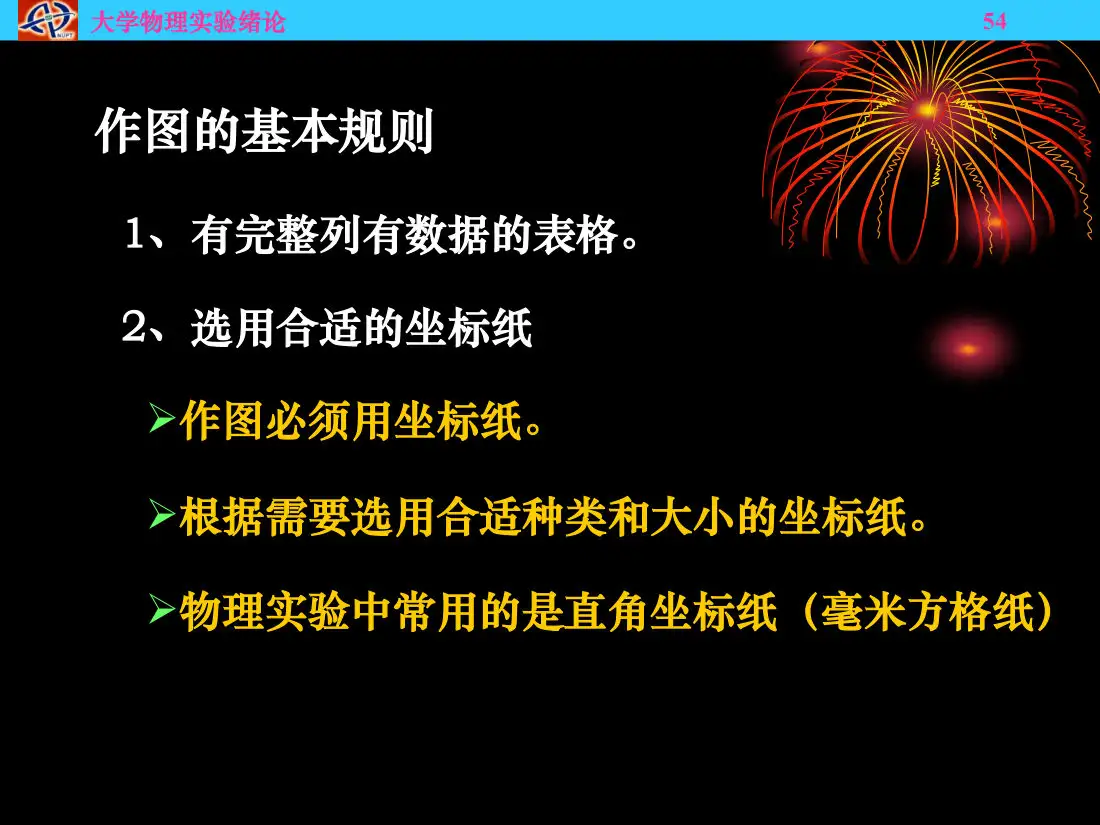 大学物理实验绪论 54
NUPT
作图的基本规则
1、有完整列有数据的表格。
2、选用合适的坐标纸
作图必须用坐标纸。
根据需要选用合适种类和大小的坐标纸。
物理实验中常用的是直角坐标纸（毫米方格纸）